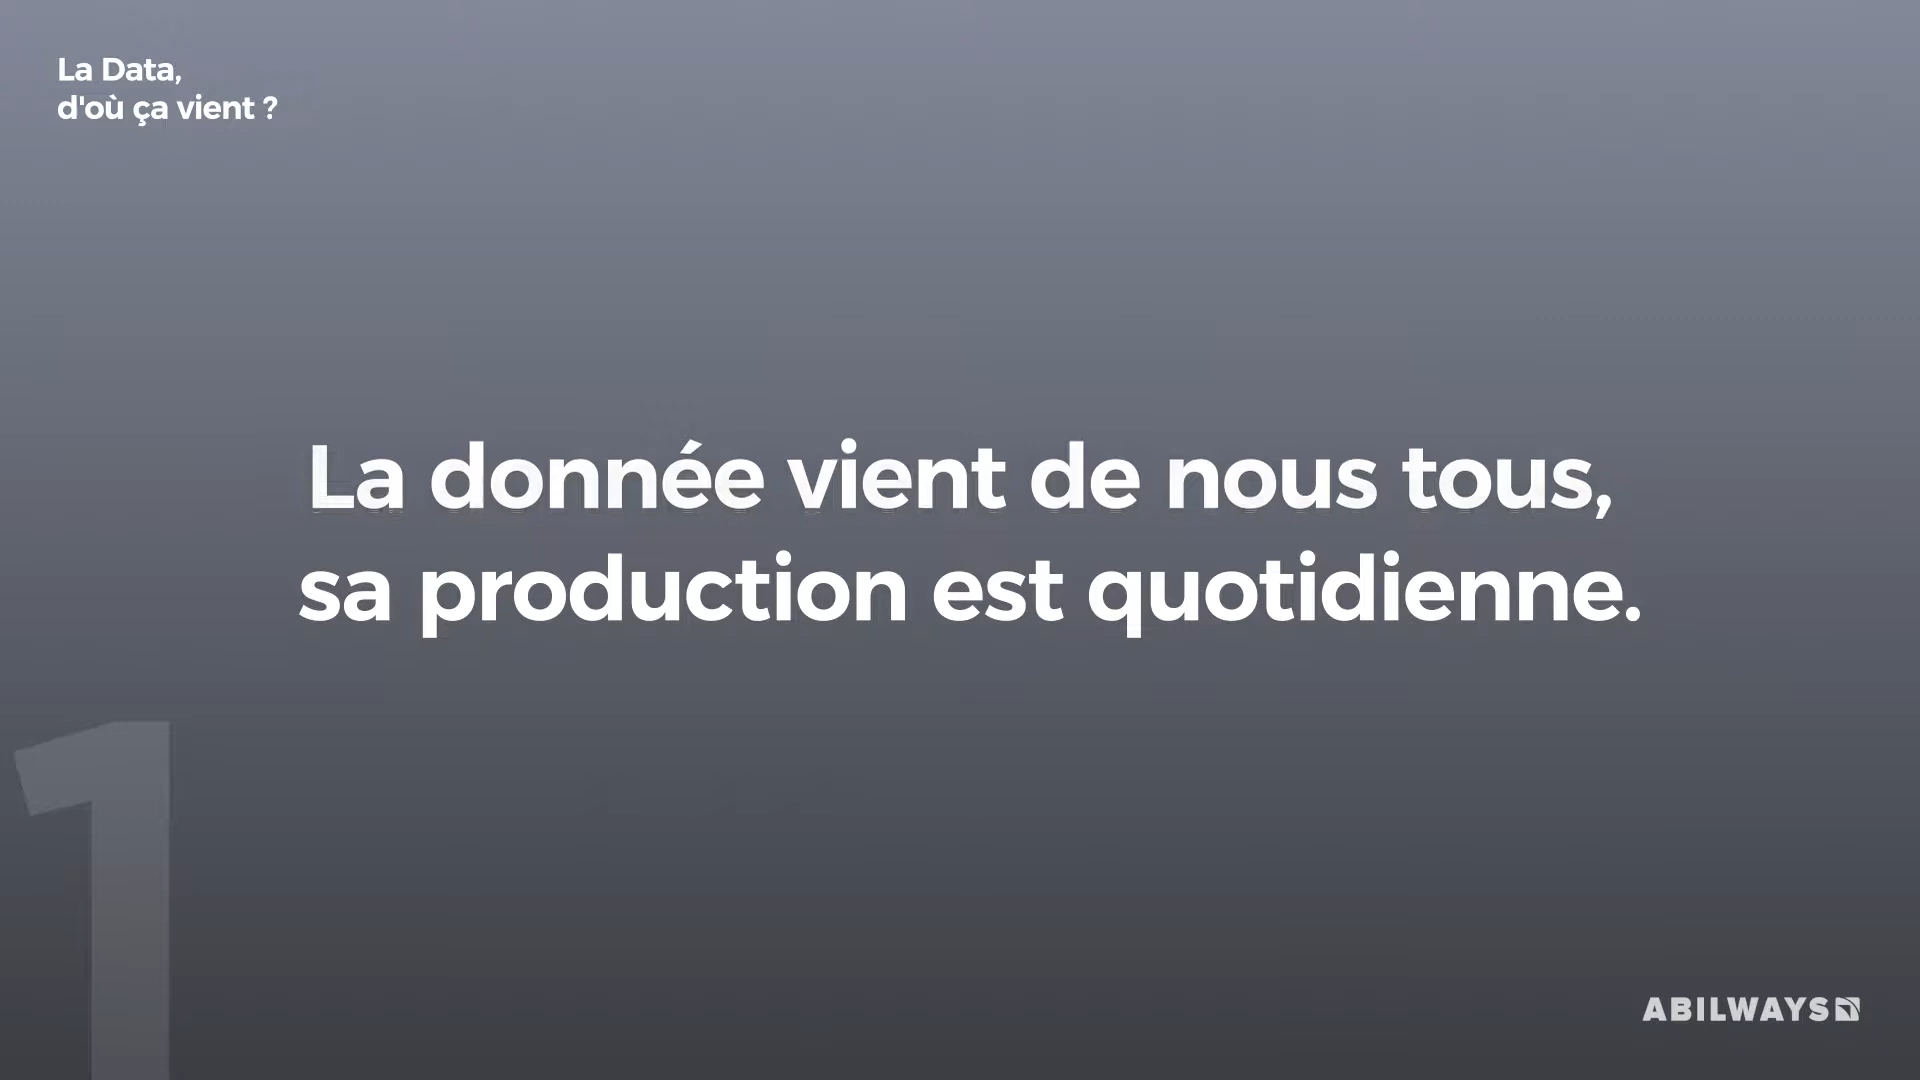 La Data,
d'où ça vient ?
La donnée vient de nous tous,
sa production est quotidienne.
1
ABILWAYS